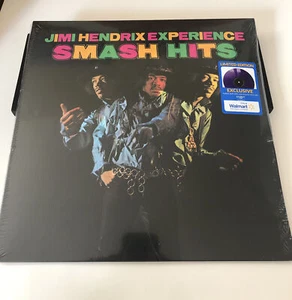 JIMI HENDRIX EXPERIENCE
SMASH HITS
LIMITED EDITION
EXCLUSIVE
Walmart